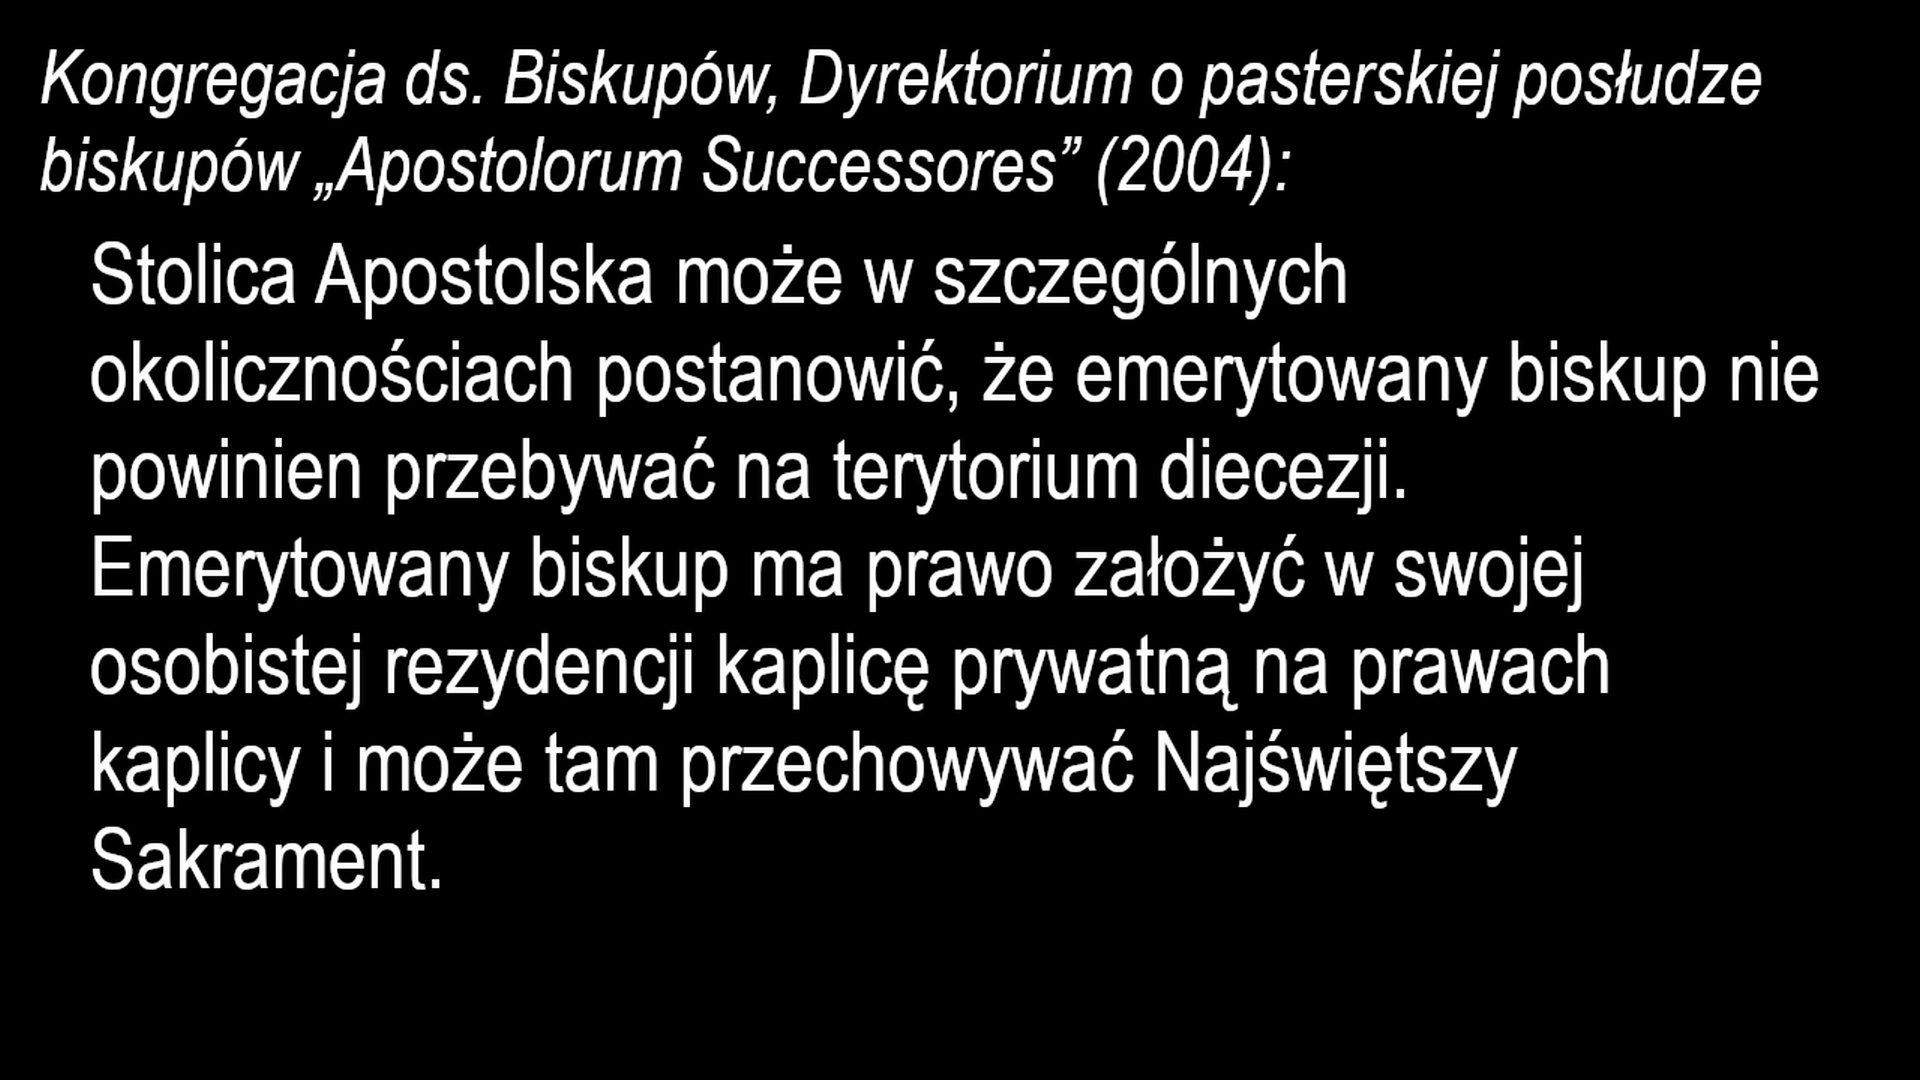 Kongregacja ds. Biskupów, Dyrektorium o pasterskiej posłudze
biskupów „Apostolorum Successores” (2004):
Stolica Apostolska może w szczególnych
okolicznościach postanowić, że emerytowany biskup nie
powinien przebywać na terytorium diecezji.
Emerytowany biskup ma prawo założyć w swojej
osobistej rezydencji kaplicę prywatną na prawach
kaplicy i może tam przechowywać Najświętszy
Sakrament.